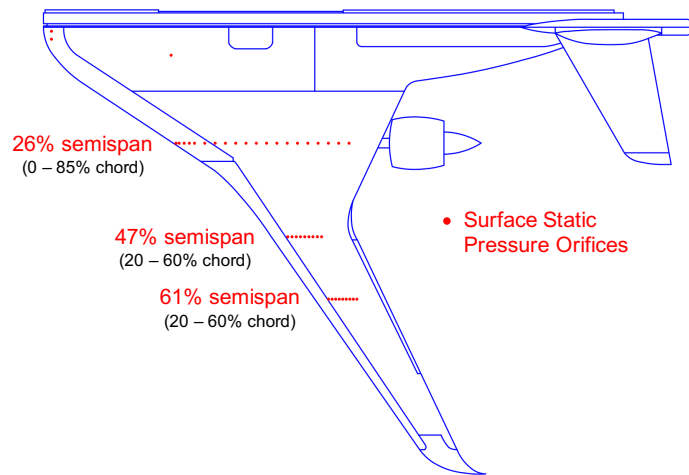 26% semispan
(0 – 85% chord)
47% semispan
(20 – 60% chord)
61% semispan
(20 – 60% chord)
• Surface Static
Pressure Orifices